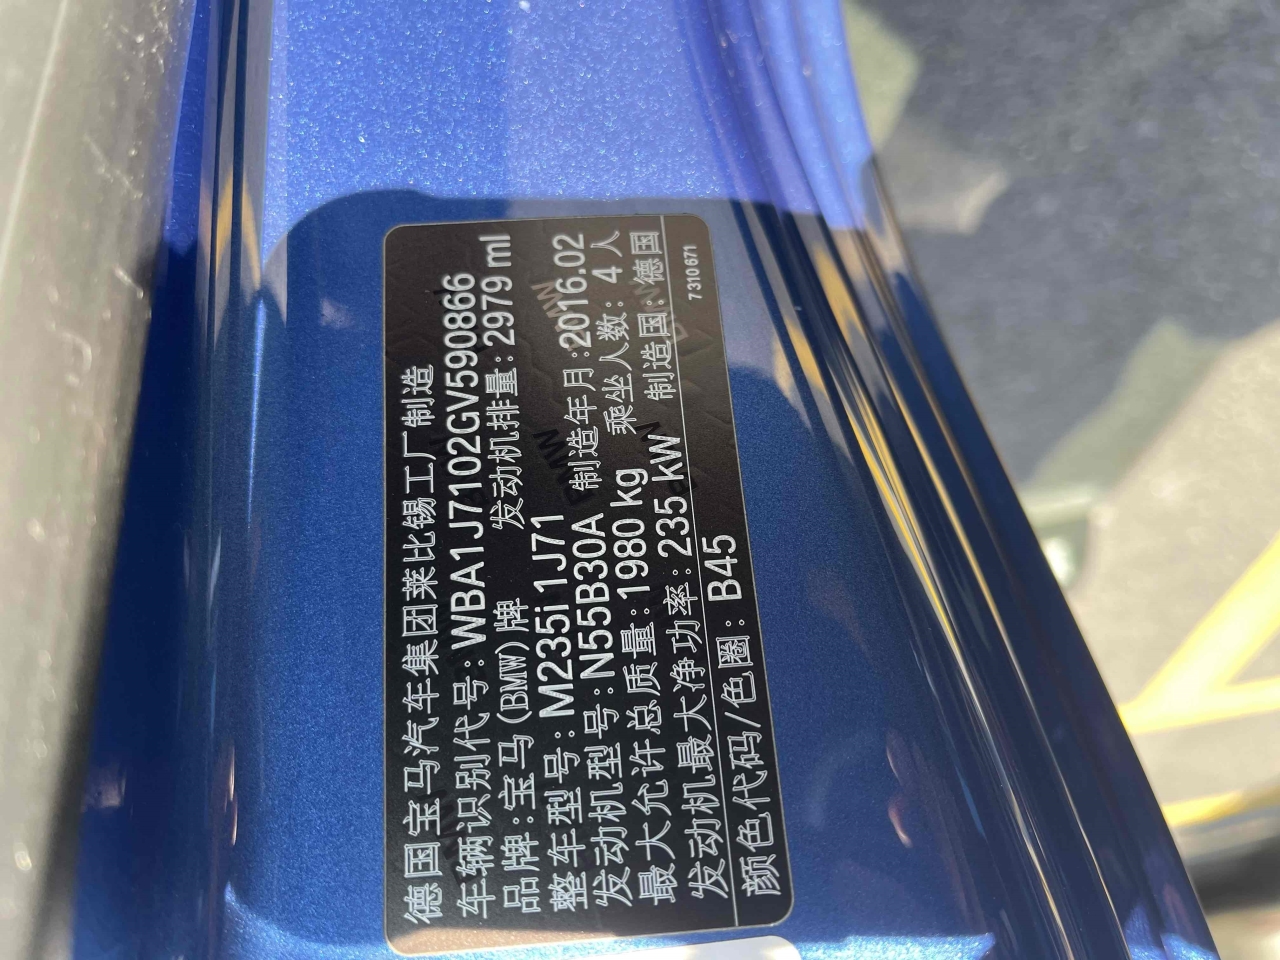 德国宝马汽车集团莱比锡工厂制造
车辆识别代号:WBA1J7102GV590866
品牌:宝马(BMW)牌 发动机排量:2979 ml
整车型号:M235i 1J71
发动机型号:N55B30A 制造年月:2016.02
最大允许总质量:1980 kg 乘坐人数: 4 人
发动机最大净功率:235 kW 制造国:德国
颜色代码/色圈: B45
7 310 671